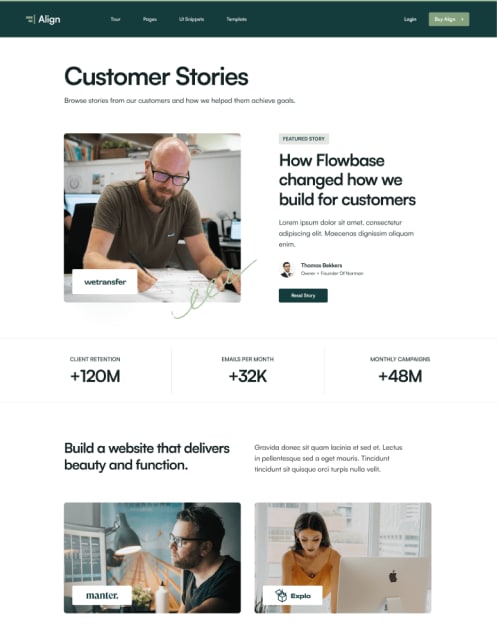 Align
Tour
Pages
UI Snippets
Template
Login
Buy Align
Customer Stories
Browse stories from our customers and how we helped them achieve goals.
wetransfer
FEATURED STORY
How Flowbase
changed how we
build for customers
Lorem ipsum dolor sit amet, consectetur
adipiscing elit. Maecenas dignissim aliquam
enim,
Thomas Bekkers
Owner + Founder Of Norman
Read Story
CLIENT RETENTION
+120M
EMAILS PER MONTH
+32K
MONTHLY CAMPAIGNS
+48M
Build a website that delivers
beauty and function.
Gravida donec sit quam lacinia et sed et. Lectus
in pellentesque sed a eget mauris. Tincidunt
tincidunt sit quisque orci turpis nulla velit.
manter.
Explo